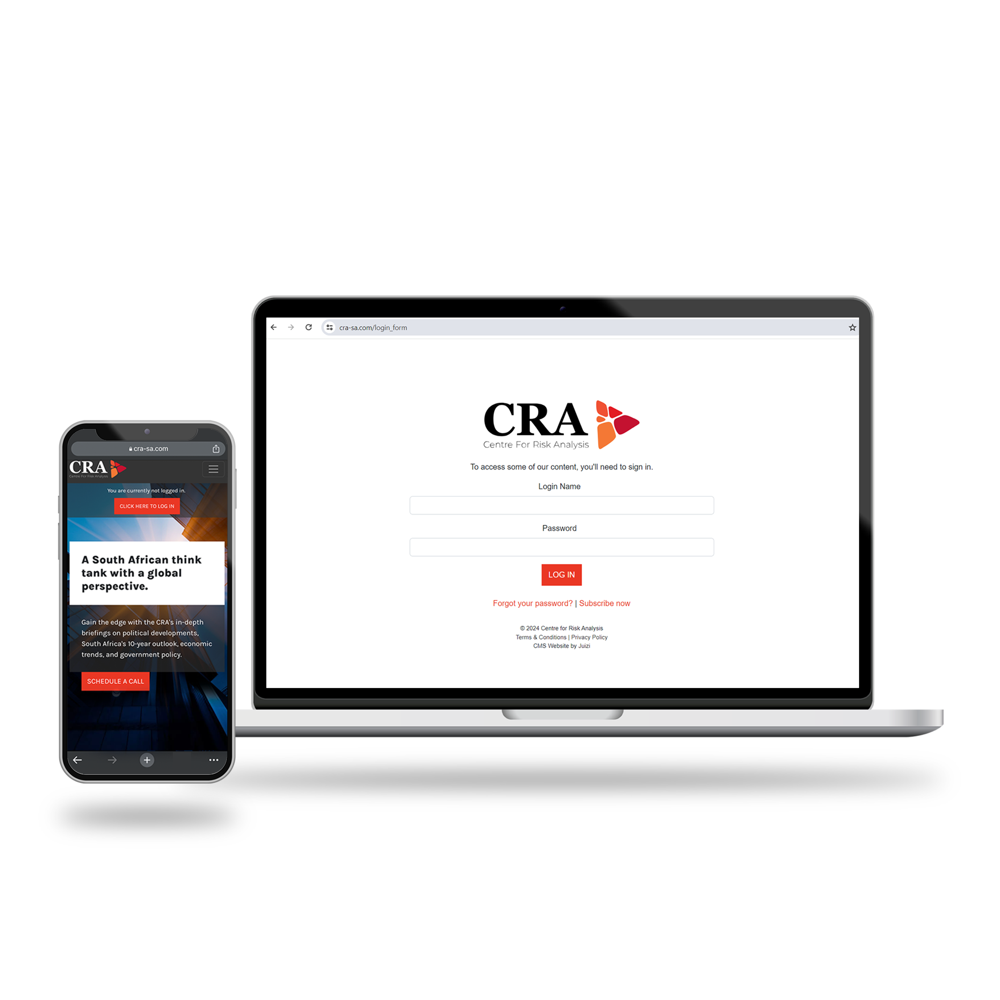 cra-sa.com
CRA
Centre For Risk Analysis
You are currently not logged in.
CLICK HERE TO LOG IN
A South African think
tank with a global
perspective.
Gain the edge with the CRA's in-depth
briefings on political developments,
South Africa's 10-year outlook, economic
trends, and government policy.
SCHEDULE A CALL
cra-sa.com/login_form
CRA
Centre For Risk Analysis
To access some of our content, you'll need to sign in.
Login Name
Password
LOG IN
Forgot your password? | Subscribe now
© 2024 Centre for Risk Analysis
Terms & Conditions | Privacy Policy
CMS Website by Juizi